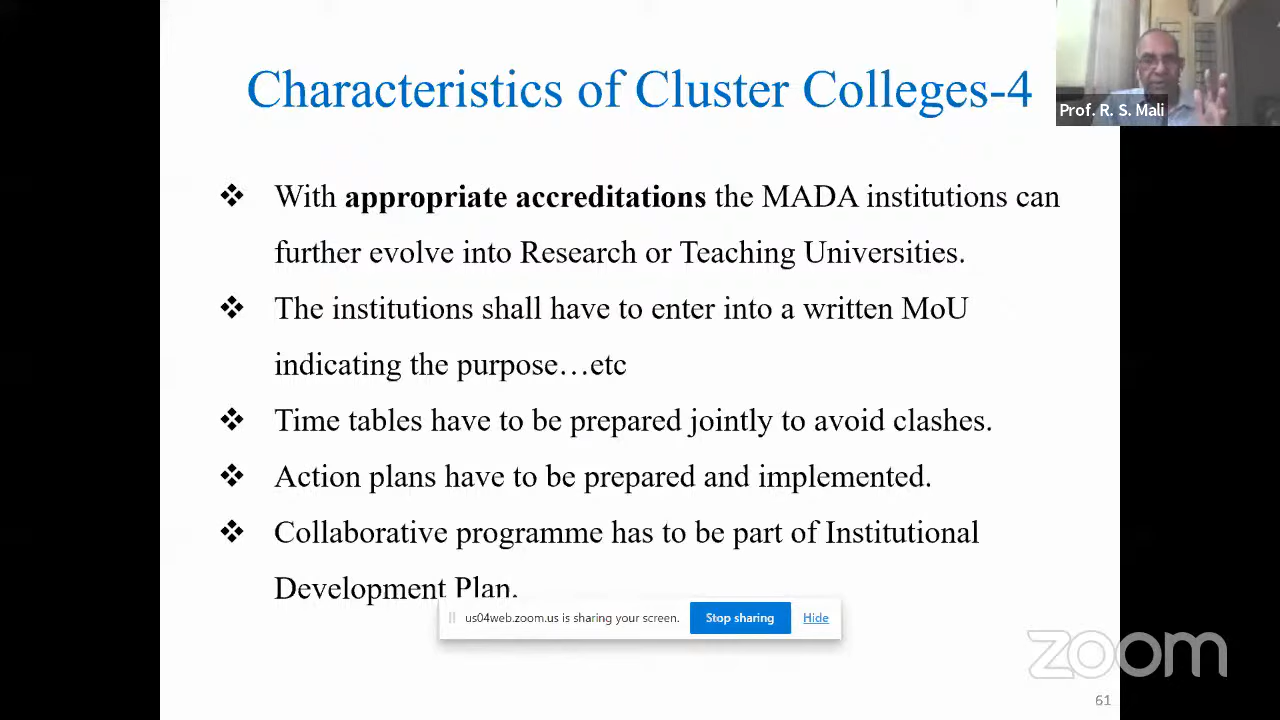 Characteristics of Cluster Colleges-4
Prof. R. S. Mali
❖ With appropriate accreditations the MADA institutions can
further evolve into Research or Teaching Universities.
❖ The institutions shall have to enter into a written MoU
indicating the purpose…etc
❖ Time tables have to be prepared jointly to avoid clashes.
❖ Action plans have to be prepared and implemented.
❖ Collaborative programme has to be part of Institutional
Development Plan.
us04web.zoom.us is sharing your screen. Stop sharing Hide
zoom
61